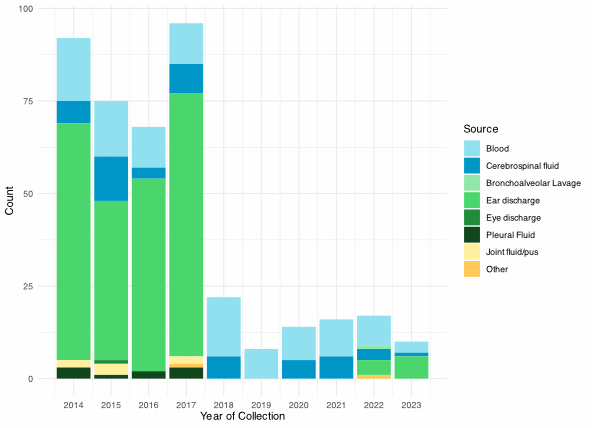 100
75
50
25
0
Count
2014 2015 2016 2017 2018 2019 2020 2021 2022 2023
Year of Collection
Source
Blood
Cerebrospinal fluid
Bronchoalveolar Lavage
Ear discharge
Eye discharge
Pleural Fluid
Joint fluid/pus
Other